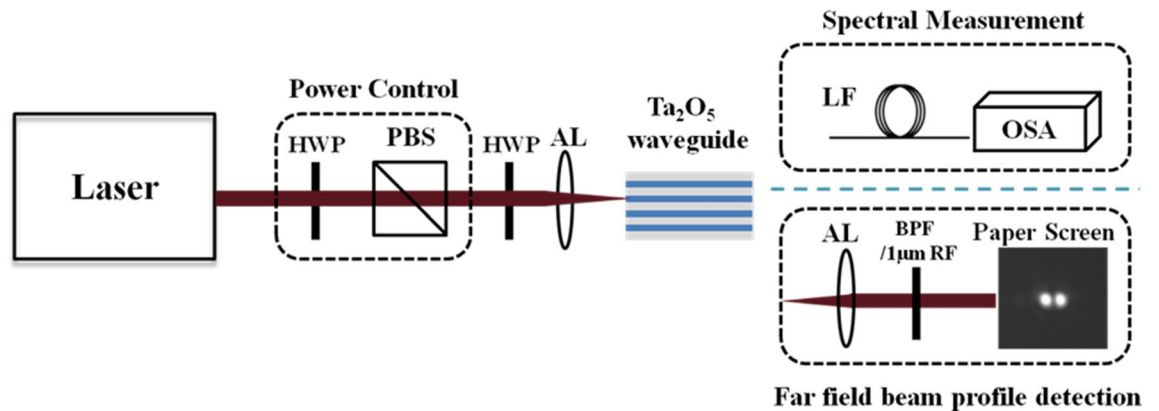 Spectral Measurement
Power Control
Laser
HWP
PBS
HWP
AL
Ta₂O₅
waveguide
LF
OSA
AL
BPF
/1μm RF
Paper Screen
Far field beam profile detection